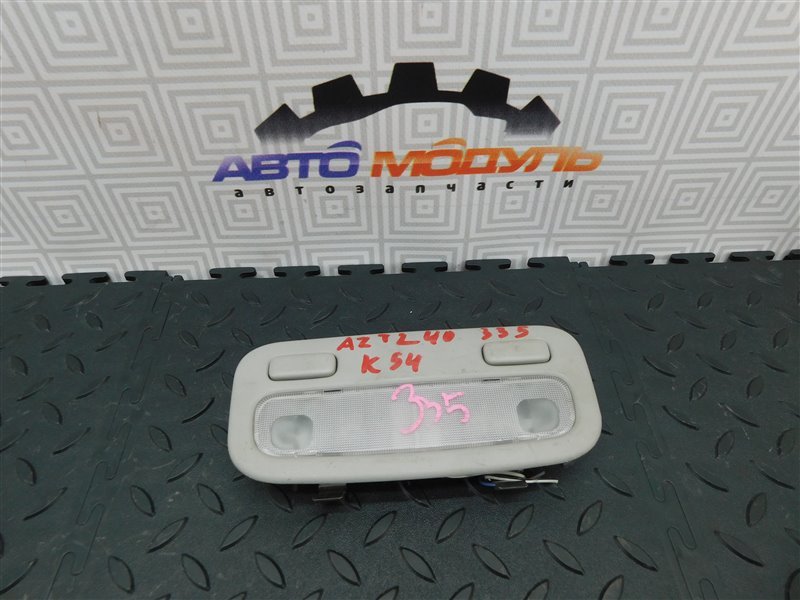 АВТО МОДУЛЬ
автозапчасти
AZT240 335
K54
335